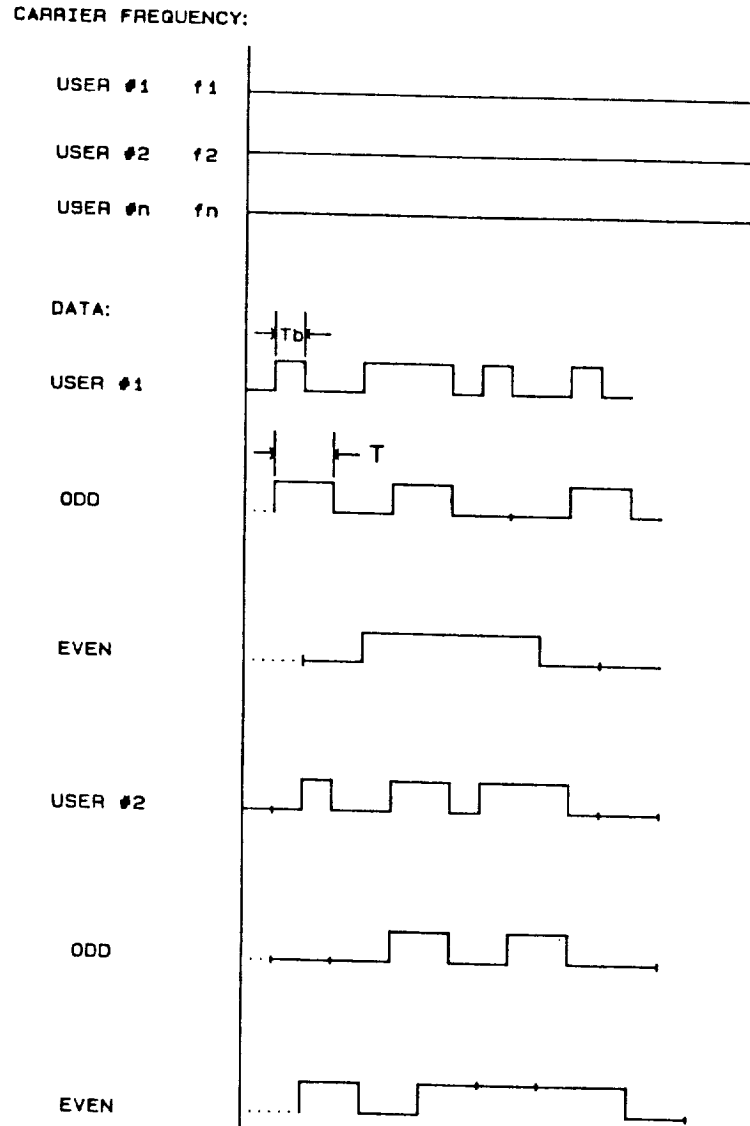 CARRIER FREQUENCY:
USER #1 f1
USER #2 f2
USER #n fn
DATA:
Tb
USER #1
T
ODD
EVEN
USER #2
ODD
EVEN